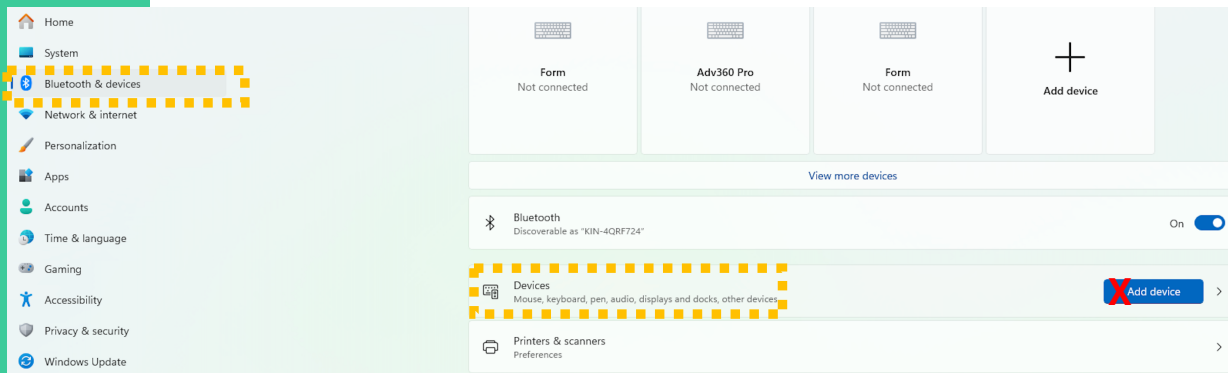 Home
System
Bluetooth & devices
Network & internet
Personalization
Apps
Accounts
Time & language
Gaming
Accessibility
Privacy & security
Windows Update
Form
Not connected
Adv360 Pro
Not connected
Form
Not connected
Add device
View more devices
Bluetooth
Discoverable as "KIN-4QRF724"
On
Devices
Mouse, keyboard, pen, audio, displays and docks, other devices
X
Add device
Printers & scanners
Preferences